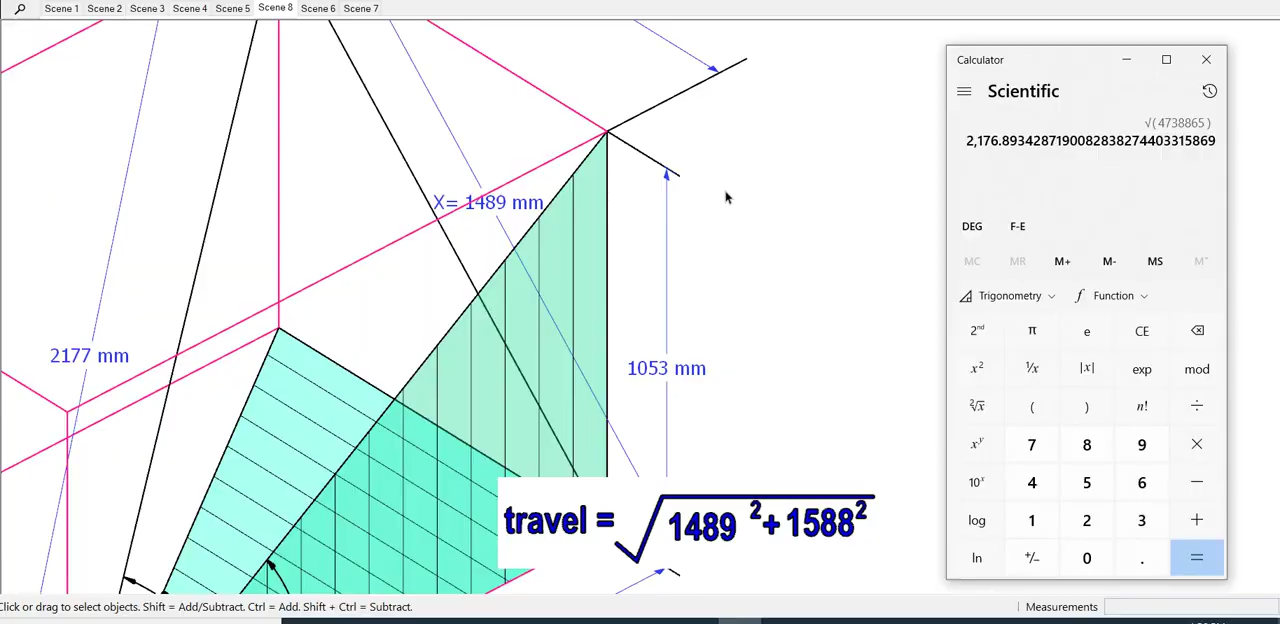 Scene 1 Scene 2 Scene 3 Scene 4 Scene 5 Scene 8 Scene 6 Scene 7
X= 1489 mm
2177 mm
1053 mm
travel = √1489 ²+1588²
Calculator
Scientific
√( 4738865 )
2,176.8934287190082838274403315869
DEG F-E
MC MR M+ M- MS M˅
Trigonometry f Function
2ⁿᵈ π e CE
x² ¹/x |x| exp mod
²√x ( ) n! ÷
xʸ 7 8 9 ×
10ˣ 4 5 6 −
log 1 2 3 +
ln +/− 0 . =
Click or drag to select objects. Shift = Add/Subtract. Ctrl = Add. Shift + Ctrl = Subtract.
Measurements